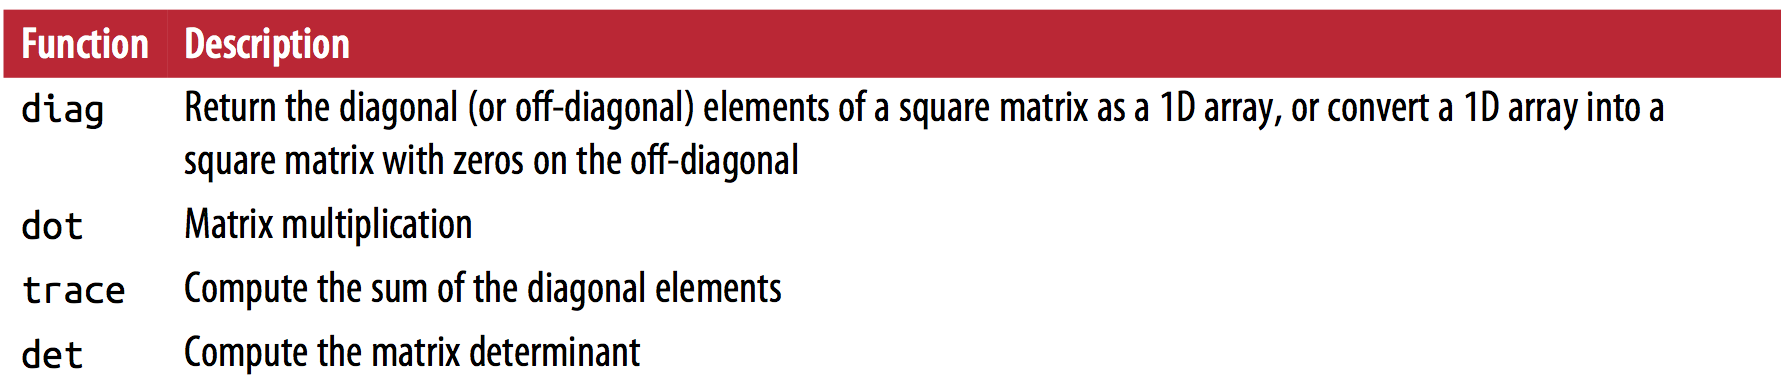 Function Description
diag Return the diagonal (or off-diagonal) elements of a square matrix as a 1D array, or convert a 1D array into a
square matrix with zeros on the off-diagonal
dot Matrix multiplication
trace Compute the sum of the diagonal elements
det Compute the matrix determinant